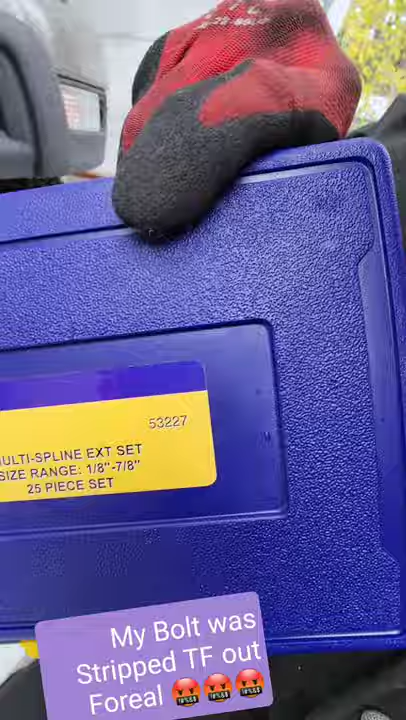 53227
ULTI-SPLINE EXT SET
SIZE RANGE: 1/8"-7/8"
25 PIECE SET
My Bolt was
Stripped TF out
Foreal 🤬🤬🤬